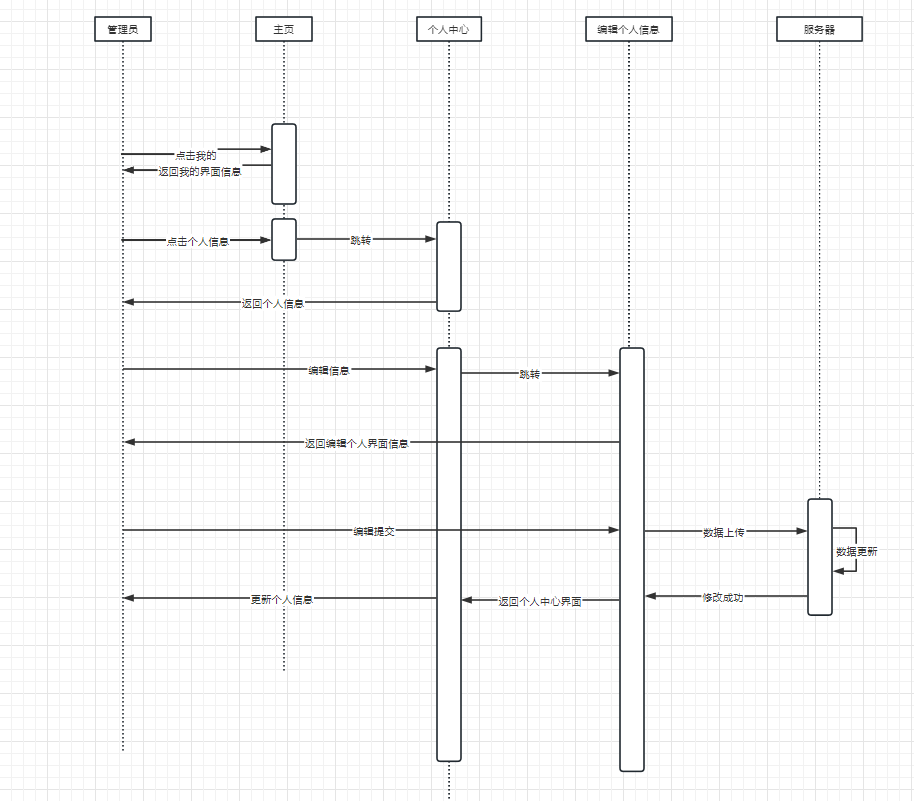 管理员
主页
个人中心
编辑个人信息
服务器
点击我的
返回我的界面信息
点击个人信息
跳转
返回个人信息
编辑信息
跳转
返回编辑个人界面信息
编辑提交
数据上传
数据更新
更新个人信息
返回个人中心界面
修改成功